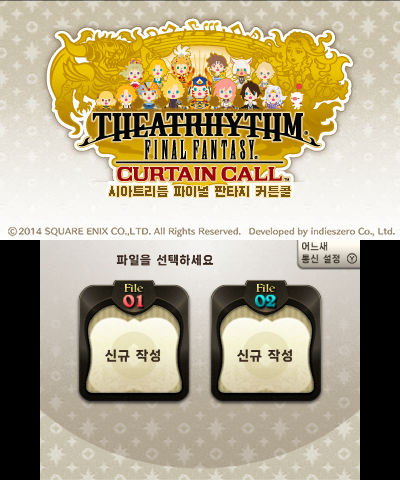 THEATRHYTHM
FINAL FANTASY
CURTAIN CALL™
시아트리듬 파이널 판타지 커튼콜
©2014 SQUARE ENIX CO.,LTD. All Rights Reserved. Developed by indieszero Co., Ltd.
파일을 선택하세요
어느새
통신 설정 Ⓨ
File
01
신규 작성
File
02
신규 작성